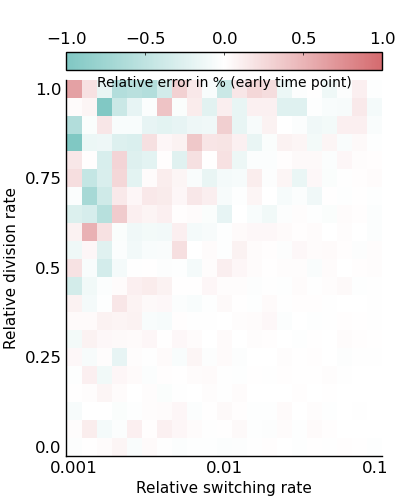 −1.0 −0.5 0.0 0.5 1.0
Relative error in % (early time point)
1.0
0.75
0.5
0.25
0.0
Relative division rate
0.001 0.01 0.1
Relative switching rate